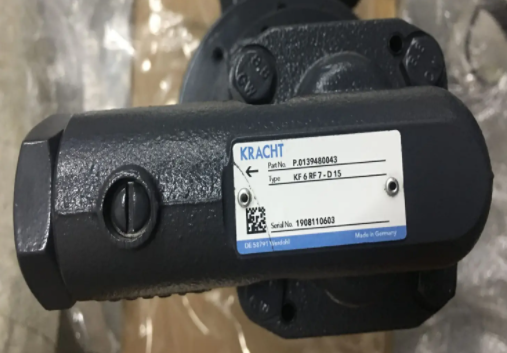 KRACHT
Part No. P.0139480043
Type KF 6 RF 7 - D 15
Serial No. 1908110603
Made in Germany